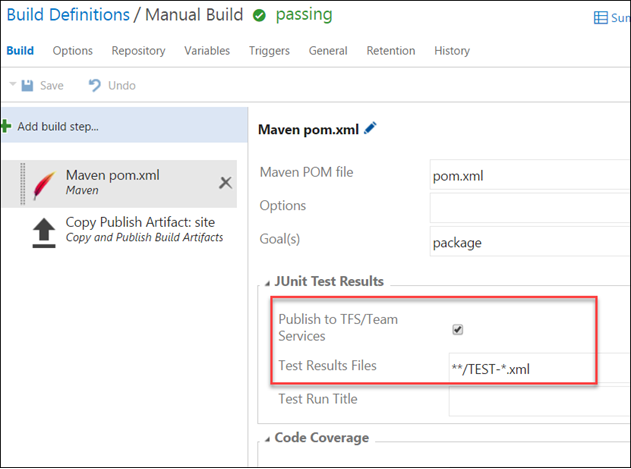 Build Definitions / Manual Build passing
Build Options Repository Variables Triggers General Retention History
Save Undo
Add build step...
Maven pom.xml
Maven
Copy Publish Artifact: site
Copy and Publish Build Artifacts
Maven pom.xml
Maven POM file pom.xml
Options
Goal(s) package
JUnit Test Results
Publish to TFS/Team
Services
Test Results Files **/TEST-*.xml
Test Run Title
Code Coverage